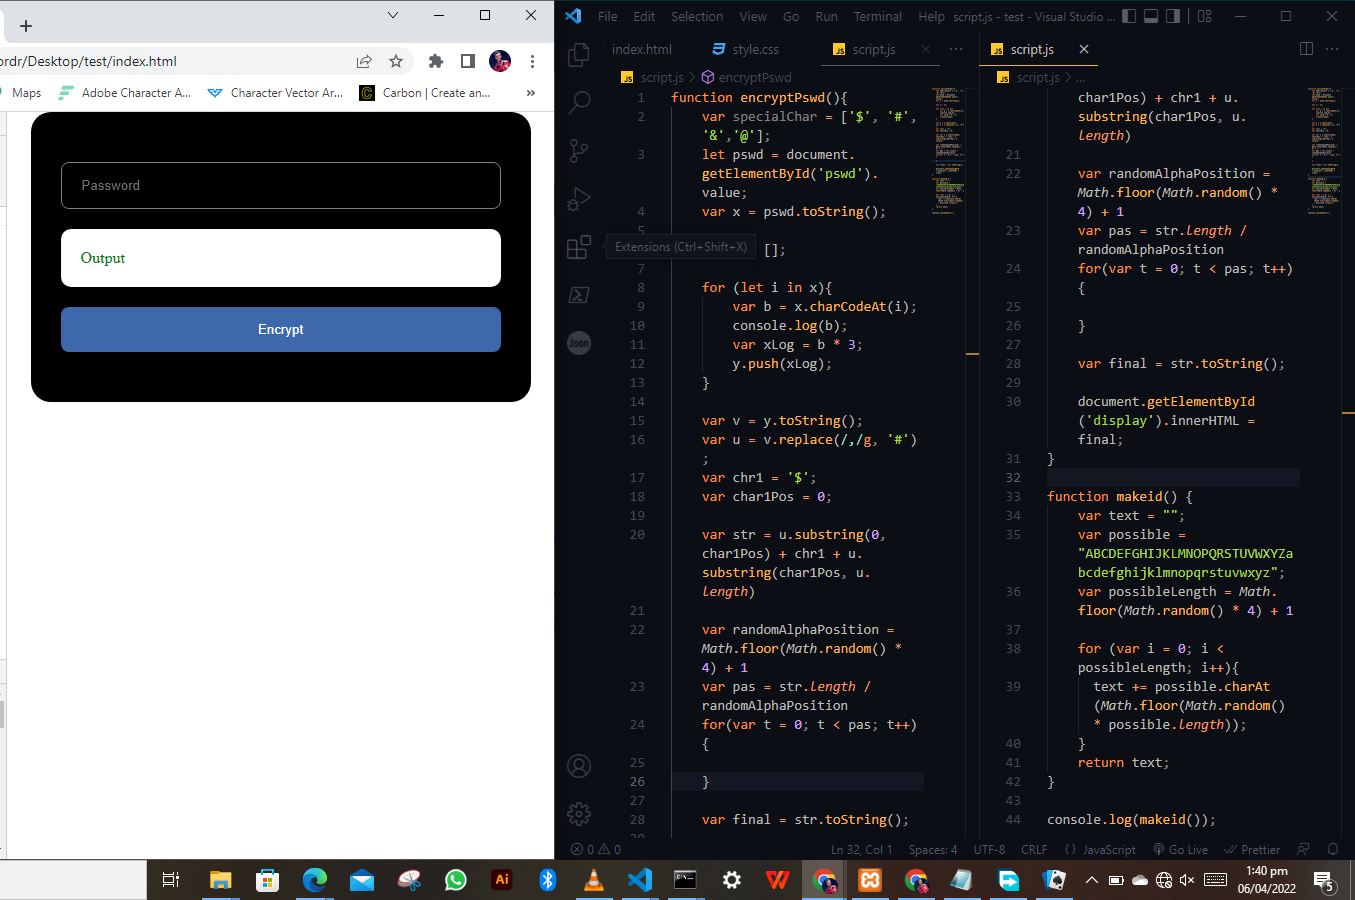 ordr/Desktop/test/index.html
Maps
Adobe Character A...
Character Vector Ar...
Carbon | Create an...
»
Password
Output
Encrypt
File Edit Selection View Go Run Terminal Help script.js - test - Visual Studio ...
index.html
style.css
script.js
script.js > encryptPswd
Extensions (Ctrl+Shift+X)
Json
1 function encryptPswd(){
2 var specialChar = ['$', '#',
'&','@'];
3 let pswd = document.
getElementById('pswd').
value;
4 var x = pswd.toString();
5
[];
7
8 for (let i in x){
9 var b = x.charCodeAt(i);
10 console.log(b);
11 var xLog = b * 3;
12 y.push(xLog);
13 }
14
15 var v = y.toString();
16 var u = v.replace(/,/g, '#')
;
17 var chr1 = '$';
18 var char1Pos = 0;
19
20 var str = u.substring(0,
char1Pos) + chr1 + u.
substring(char1Pos, u.
length)
21
22 var randomAlphaPosition =
Math.floor(Math.random() *
4) + 1
23 var pas = str.length /
randomAlphaPosition
24 for(var t = 0; t < pas; t++)
{
25
26 }
27
28 var final = str.toString();
script.js
script.js > ...
char1Pos) + chr1 + u.
substring(char1Pos, u.
length)
21
22 var randomAlphaPosition =
Math.floor(Math.random() *
4) + 1
23 var pas = str.length /
randomAlphaPosition
24 for(var t = 0; t < pas; t++)
{
25
26 }
27
28 var final = str.toString();
29
30 document.getElementById
('display').innerHTML =
final;
31 }
32
33 function makeid() {
34 var text = "";
35 var possible =
"ABCDEFGHIJKLMNOPQRSTUVWXYZa
bcdefghijklmnopqrstuvwxyz";
36 var possibleLength = Math.
floor(Math.random() * 4) + 1
37
38 for (var i = 0; i <
possibleLength; i++){
39 text += possible.charAt
(Math.floor(Math.random()
* possible.length));
40 }
41 return text;
42 }
43
44 console.log(makeid());
0 0
Ln 32, Col 1 Spaces: 4 UTF-8 CRLF {} JavaScript Go Live Prettier
Ai
1:40 pm
06/04/2022
5